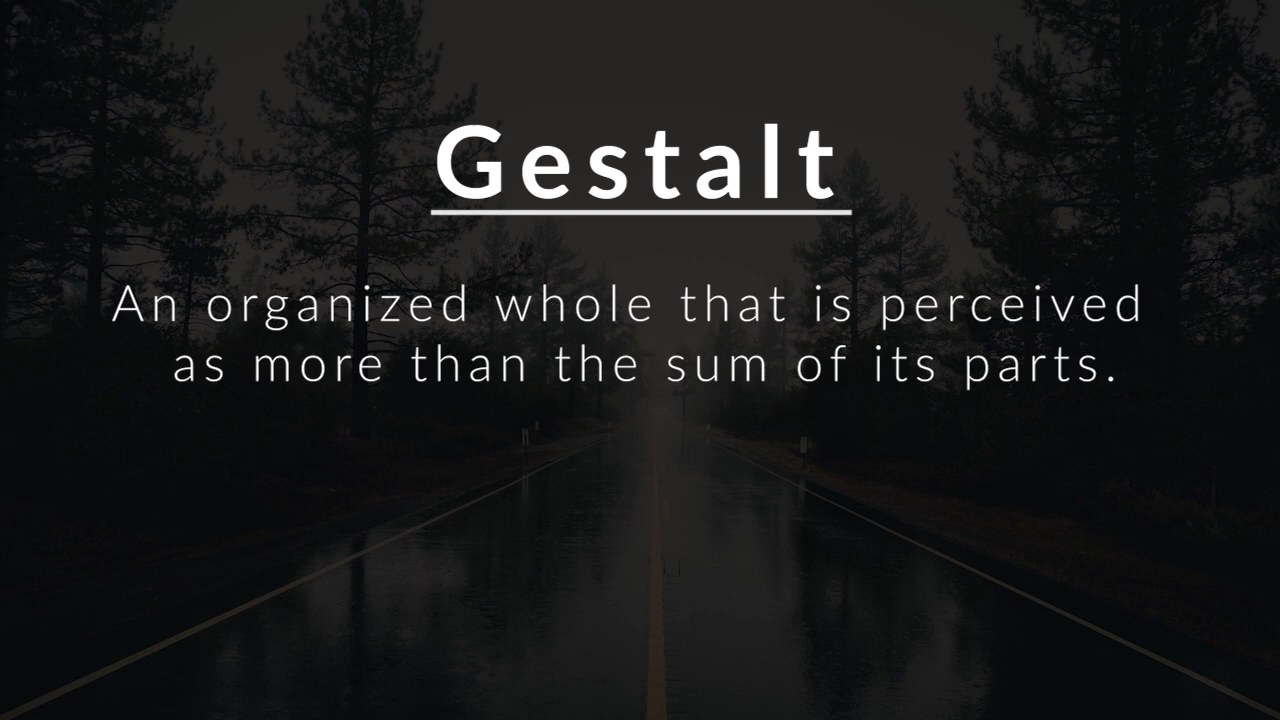 Gestalt
An organized whole that is perceived
as more than the sum of its parts.